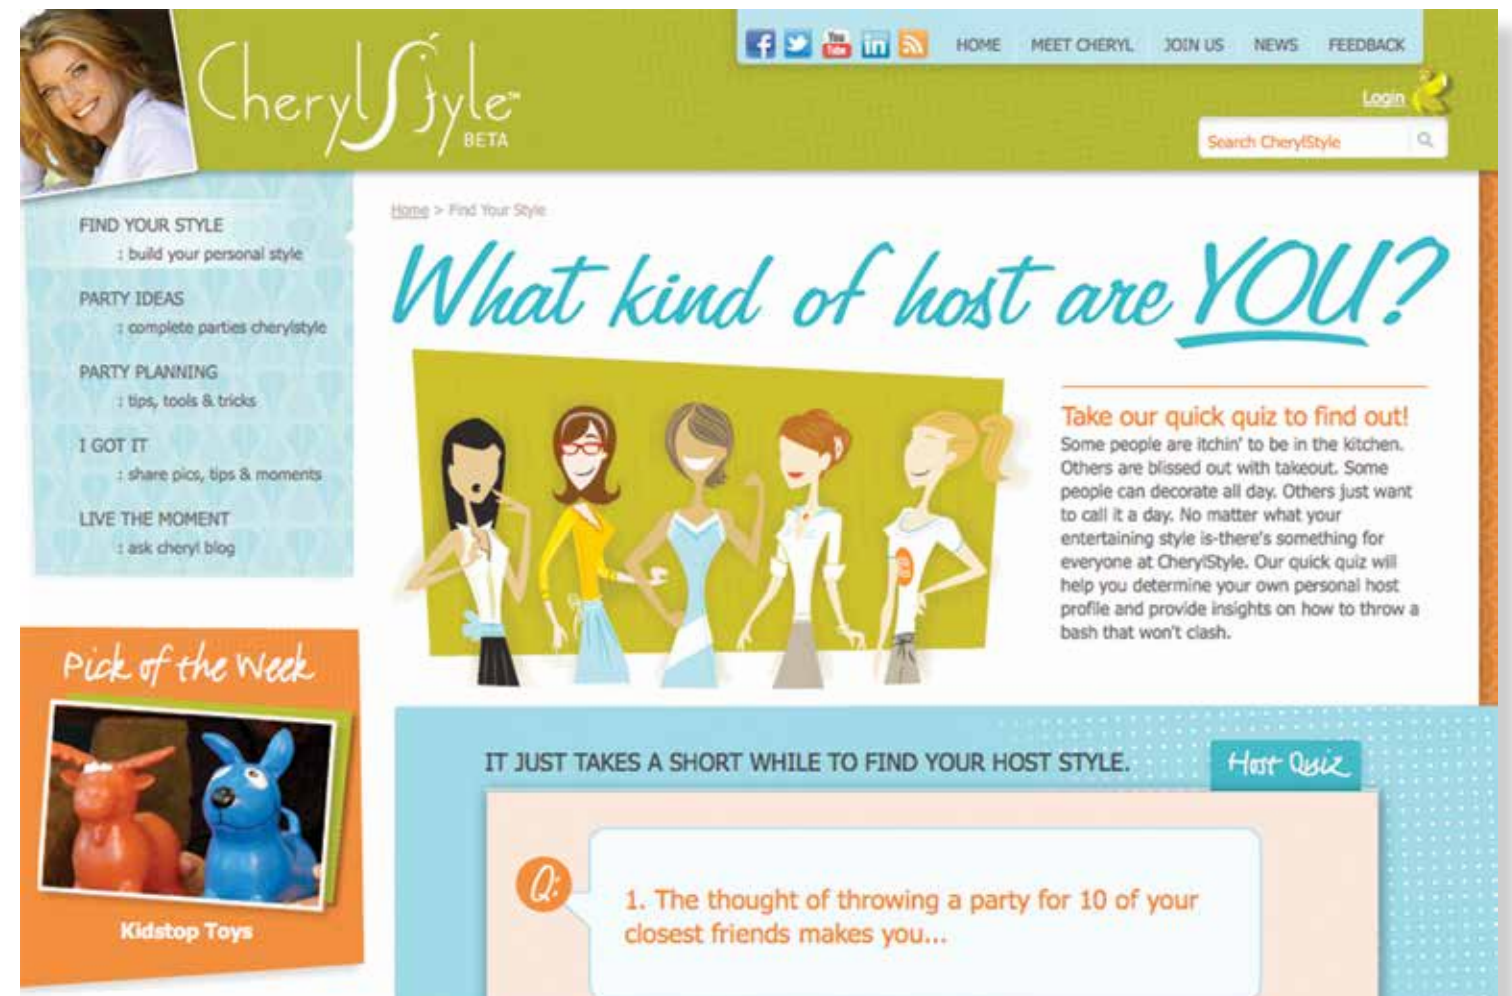 CherylStyle™
BETA
f You Tube in
HOME MEET CHERYL JOIN US NEWS FEEDBACK
Login
Search CherylStyle
FIND YOUR STYLE
: build your personal style
PARTY IDEAS
: complete parties cherylstyle
PARTY PLANNING
: tips, tools & tricks
I GOT IT
: share pics, tips & moments
LIVE THE MOMENT
: ask cheryl blog
Pick of the Week
Kidstop Toys
Home > Find Your Style
What kind of host are YOU?
Take our quick quiz to find out!
Some people are itchin' to be in the kitchen.
Others are blissed out with takeout. Some
people can decorate all day. Others just want
to call it a day. No matter what your
entertaining style is-there's something for
everyone at CherylStyle. Our quick quiz will
help you determine your own personal host
profile and provide insights on how to throw a
bash that won't clash.
IT JUST TAKES A SHORT WHILE TO FIND YOUR HOST STYLE.
Host Quiz
Q:
1. The thought of throwing a party for 10 of your
closest friends makes you...